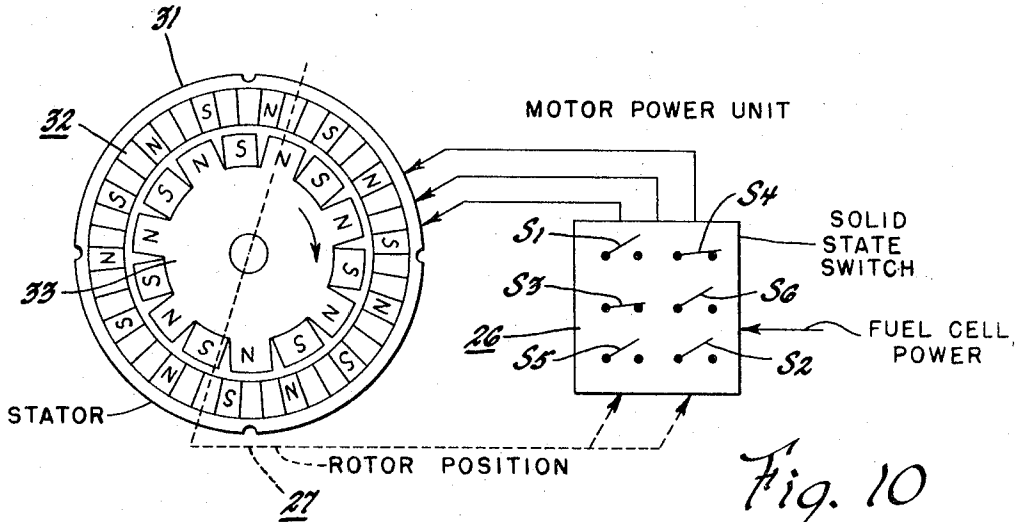 31
MOTOR POWER UNIT
32
S
N
S
N
S
N
S
N
S
N
S
N
S
N
S
N
S
N
S
N
S
N
S
N
S
N
S
N
S
N
33
STATOR
S1
S4
S3
S6
S5
S2
26
SOLID
STATE
SWITCH
FUEL CELL,
POWER
ROTOR POSITION
27
Fig. 10